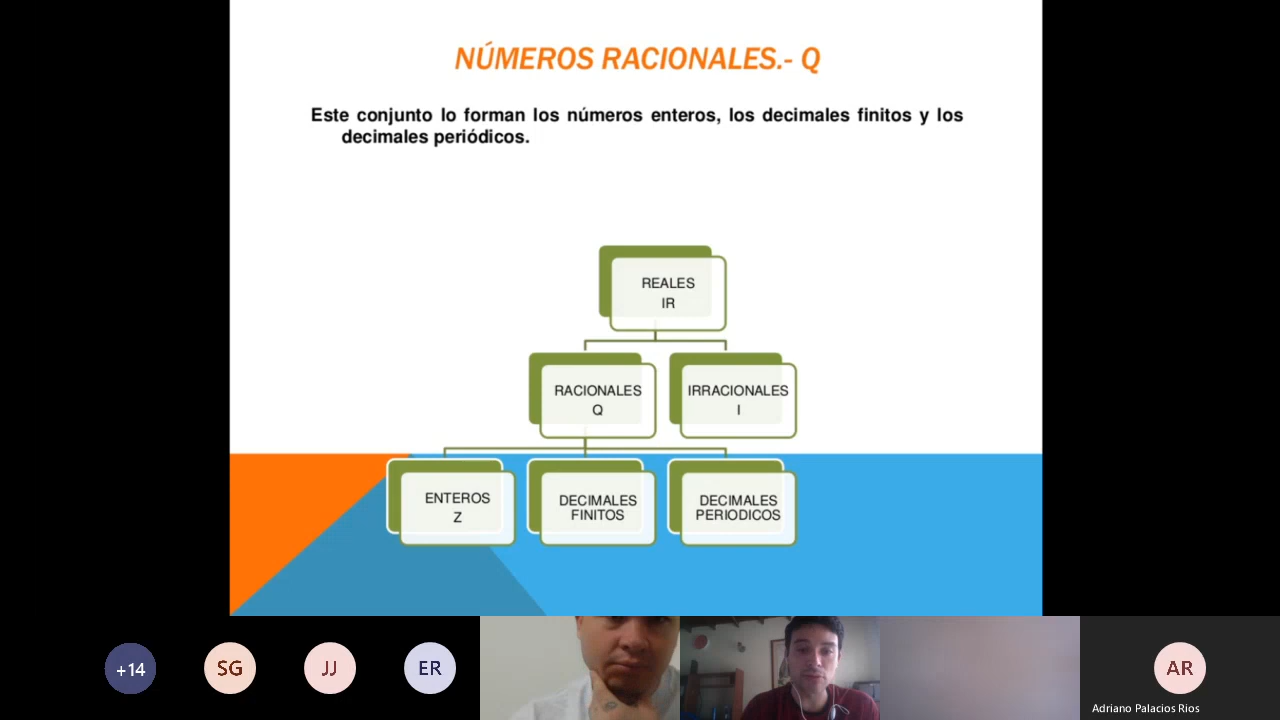 NÚMEROS RACIONALES.- Q
Este conjunto lo forman los números enteros, los decimales finitos y los
decimales periódicos.
REALES
IR
RACIONALES
Q
IRRACIONALES
I
ENTEROS
Z
DECIMALES
FINITOS
DECIMALES
PERIODICOS
+14
SG
JJ
ER
AR
Adriano Palacios Rios